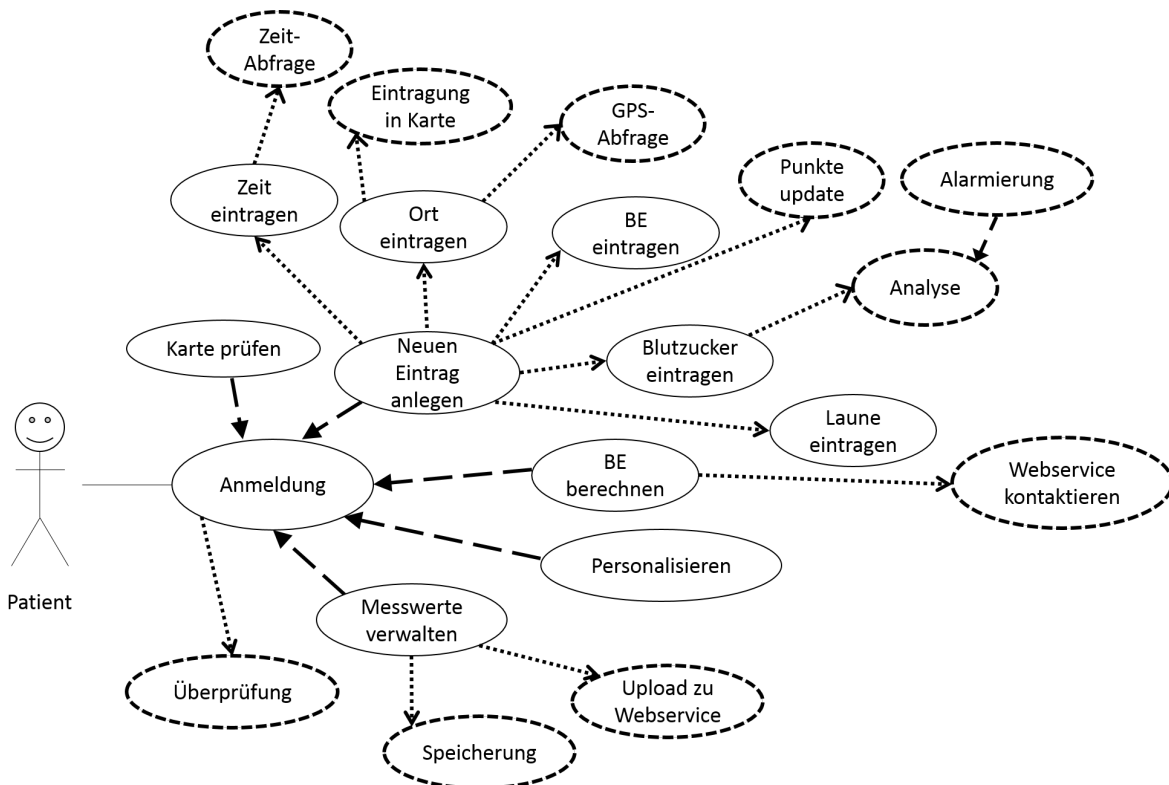 Zeit-
Abfrage
Eintragung
in Karte
GPS-
Abfrage
Punkte
update
Alarmierung
Zeit
eintragen
Ort
eintragen
BE
eintragen
Analyse
Karte prüfen
Neuen
Eintrag
anlegen
Blutzucker
eintragen
Laune
eintragen
Anmeldung
BE
berechnen
Webservice
kontaktieren
Personalisieren
Patient
Messwerte
verwalten
Überprüfung
Upload zu
Webservice
Speicherung